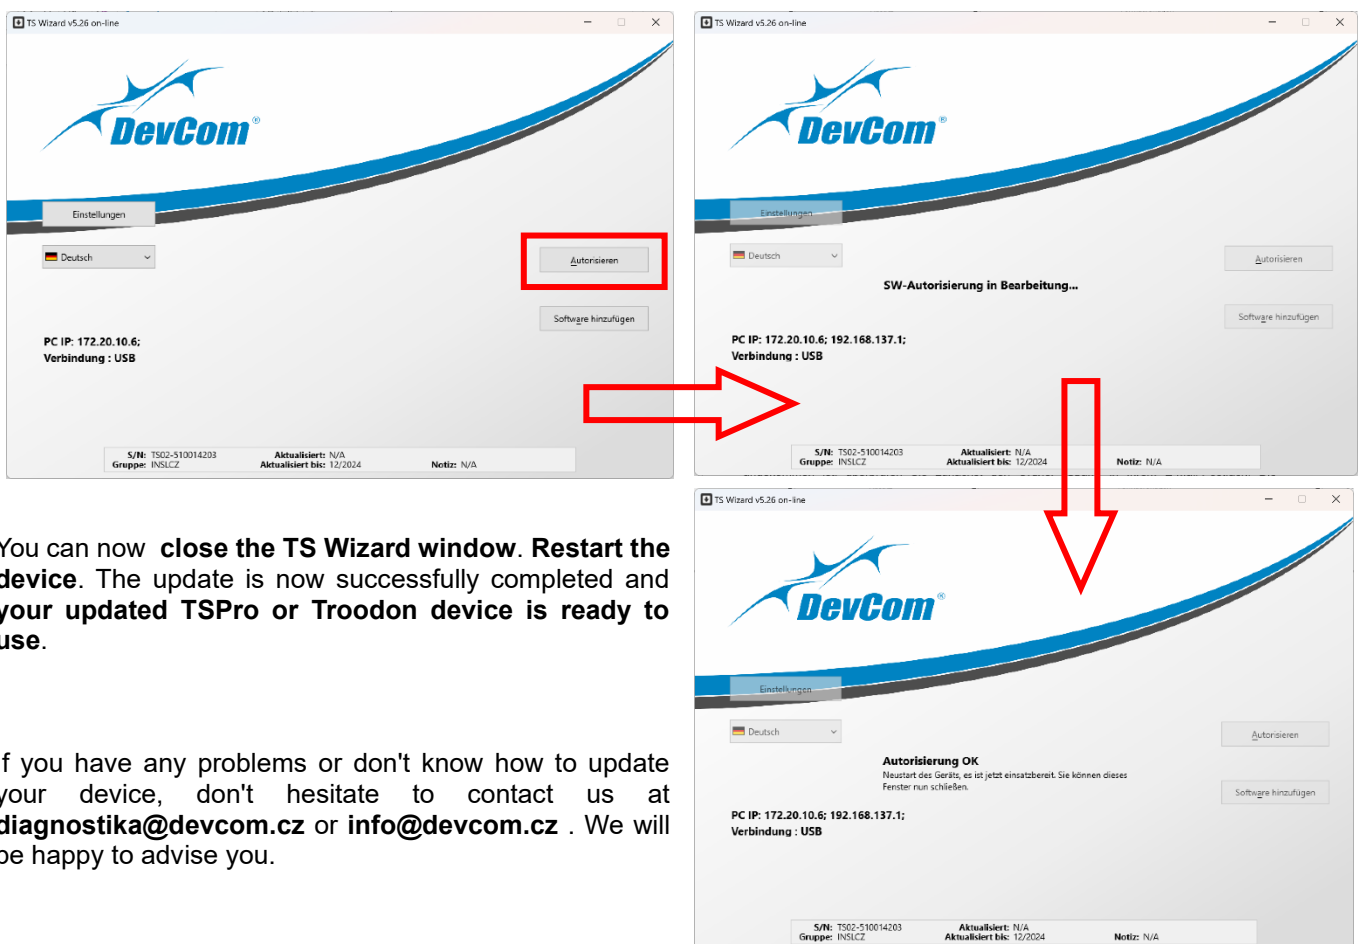 TS Wizard v5.26 on-line
DevCom®
Einstellungen
Deutsch
Autorisieren
Software hinzufügen
PC IP: 172.20.10.6;
Verbindung : USB
S/N: TS02-510014203 Aktualisiert: N/A
Gruppe: INSLCZ Aktualisiert bis: 12/2024 Notiz: N/A
TS Wizard v5.26 on-line
DevCom®
Einstellungen
Deutsch
Autorisieren
SW-Autorisierung in Bearbeitung...
Software hinzufügen
PC IP: 172.20.10.6; 192.168.137.1;
Verbindung : USB
S/N: TS02-510014203 Aktualisiert: N/A
Gruppe: INSLCZ Aktualisiert bis: 12/2024 Notiz: N/A
You can now close the TS Wizard window. Restart the
device. The update is now successfully completed and
your updated TSPro or Troodon device is ready to
use.
If you have any problems or don't know how to update
your device, don't hesitate to contact us at
diagnostika@devcom.cz or info@devcom.cz . We will
be happy to advise you.
TS Wizard v5.26 on-line
DevCom®
Einstellungen
Deutsch
Autorisieren
Autorisierung OK
Neustart des Geräts, es ist jetzt einsatzbereit. Sie können dieses
Fenster nun schließen.
Software hinzufügen
PC IP: 172.20.10.6; 192.168.137.1;
Verbindung : USB
S/N: TS02-510014203 Aktualisiert: N/A
Gruppe: INSLCZ Aktualisiert bis: 12/2024 Notiz: N/A